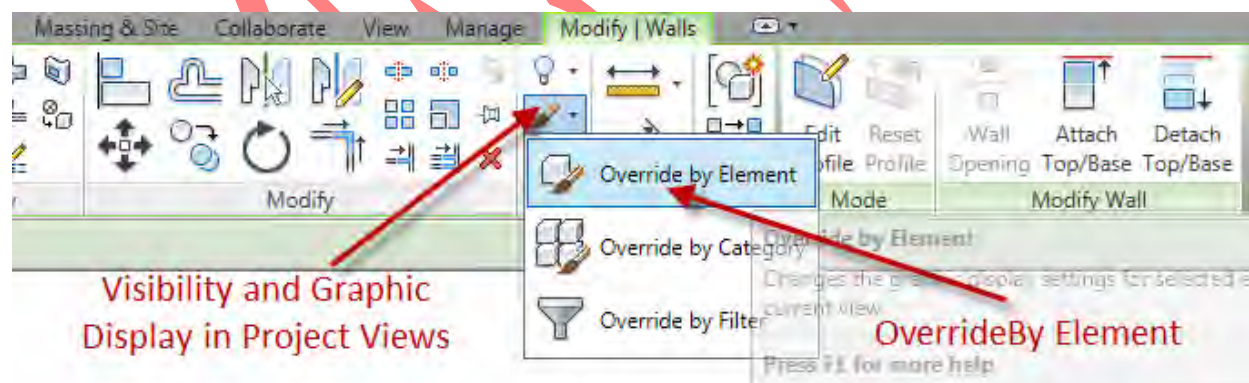 Massing & Site Collaborate View Manage Modify | Walls
Edit Reset Wall Attach Detach
Profile Opening Top/Base Top/Base
Modify Mode Modify Wall
Override by Element
Override by Category
Override by Filter
Override by Element
Changes the display settings for selected
current view.
Press F1 for more help
Visibility and Graphic
Display in Project Views
OverrideBy Element